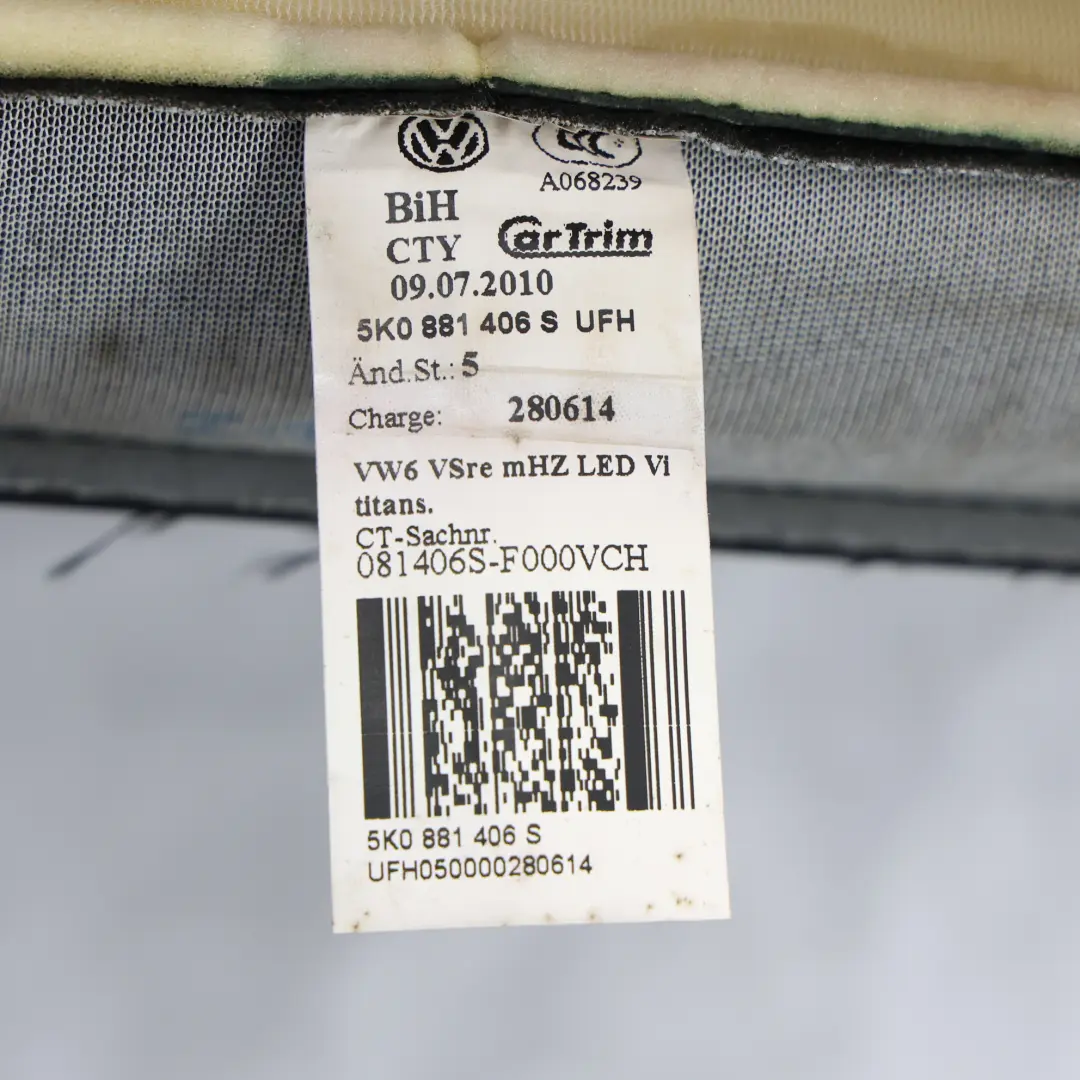 A068239
BiH
CarTrim
CTY
09.07.2010
5K0 881 406 S UFH
Änd.St.: 5
Charge: 280614
VW6 VSre mHZ LED Vi
titans.
CT-Sachnr.
081406S-F000VCH
5K0 881 406 S
UFH050000280614